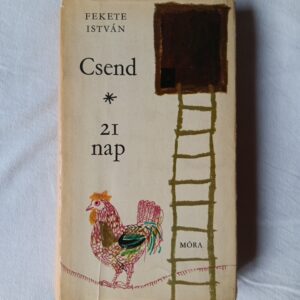 FEKETE
ISTVÁN
Csend
*
21
nap
MÓRA